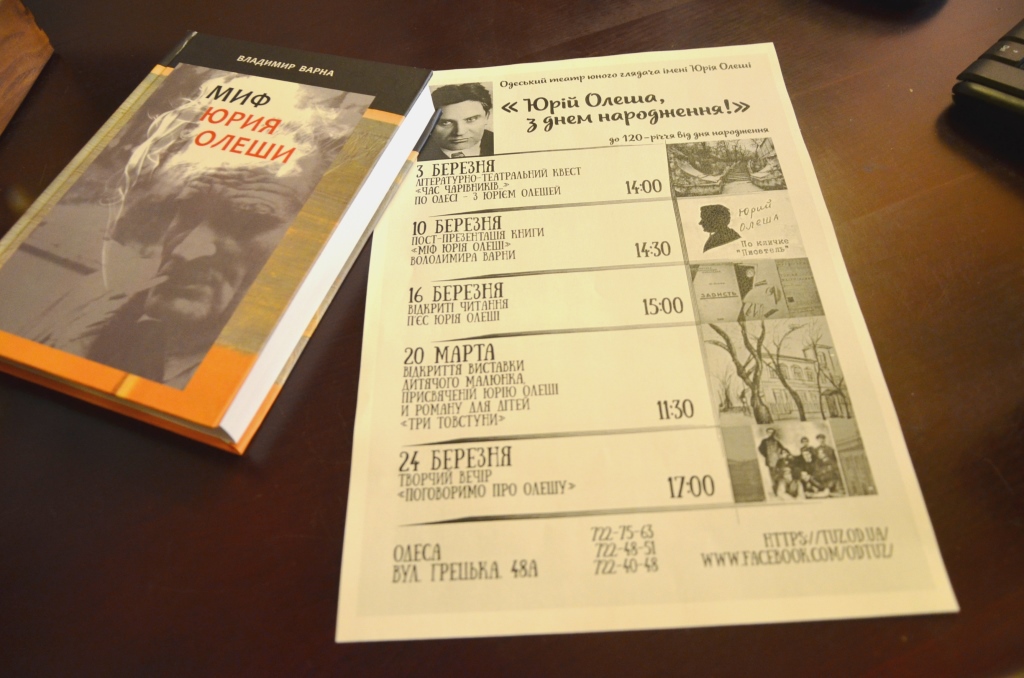 ВЛАДИМИР ВАРНА
МИФ
ЮРИЯ
ОЛЕШИ
Одеський театр юного глядача імені Юрія Олеші
« Юрій Олеша,
з днем народження!»
до 120-річчя від дня народження
3 БЕРЕЗНЯ
ЛІТЕРАТУРНО-ТЕАТРАЛЬНИЙ КВЕСТ
«ЧАС ЧАРІВНИКІВ...»
ПО ОДЕСІ – З ЮРІЄМ ОЛЕШЕЙ
14:00
10 БЕРЕЗНЯ
ПОСТ-ПРЕЗЕНТАЦІЯ КНИГИ
«МІФ ЮРІЯ ОЛЕШІ»
ВОЛОДИМИРА ВАРНИ
14:30
Юрий
Олеша
По кличке
"Писатель"
16 БЕРЕЗНЯ
ВІДКРИТІ ЧИТАННЯ
П'ЄС ЮРІЯ ОЛЕШІ
15:00
ЗАВИСТЬ
20 МАРТА
ВІДКРИТТЯ ВИСТАВКИ
ДИТЯЧОГО МАЛЮНКА,
ПРИСВЯЧЕНІЙ ЮРІЮ ОЛЕШІ
И РОМАНУ ДЛЯ ДІТЕЙ
«ТРИ ТОВСТУНИ»
11:30
24 БЕРЕЗНЯ
ТВОРЧИЙ ВЕЧІР
«ПОГОВОРИМО ПРО ОЛЕШУ»
17:00
ОДЕСА
ВУЛ. ГРЕЦЬКА, 48А
722-75-63
722-48-51
722-40-48
HTTPS://TUZ.OD.UA/
WWW.FACEBOOK.COM/ODTUZ/